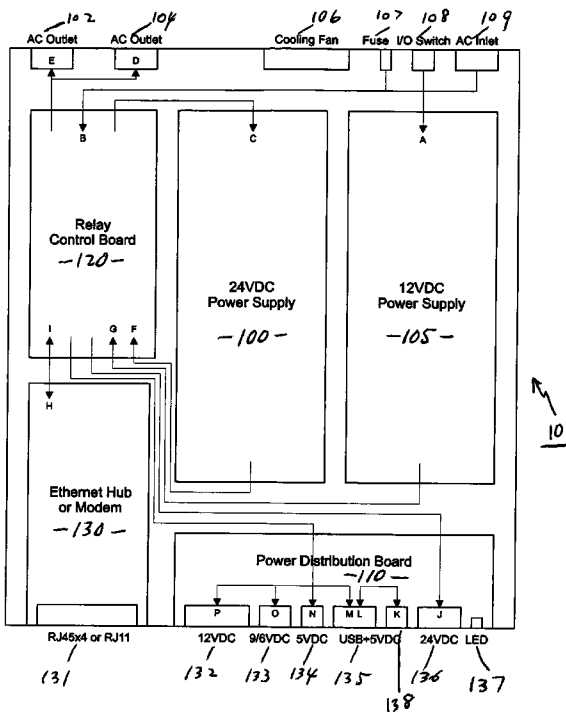 102 104 106 107 108 109
AC Outlet AC Outlet Cooling Fan Fuse I/O Switch AC Inlet
E D
B C A
Relay
Control Board
-120-
24VDC
Power Supply
-100-
12VDC
Power Supply
-105-
I G F
H
10
Ethernet Hub
or Modem
-130-
Power Distribution Board
-110-
P O N M L K J
RJ45x4 or RJ11 12VDC 9/6VDC 5VDC USB+5VDC 24VDC LED
131 132 133 134 135 138 136 137